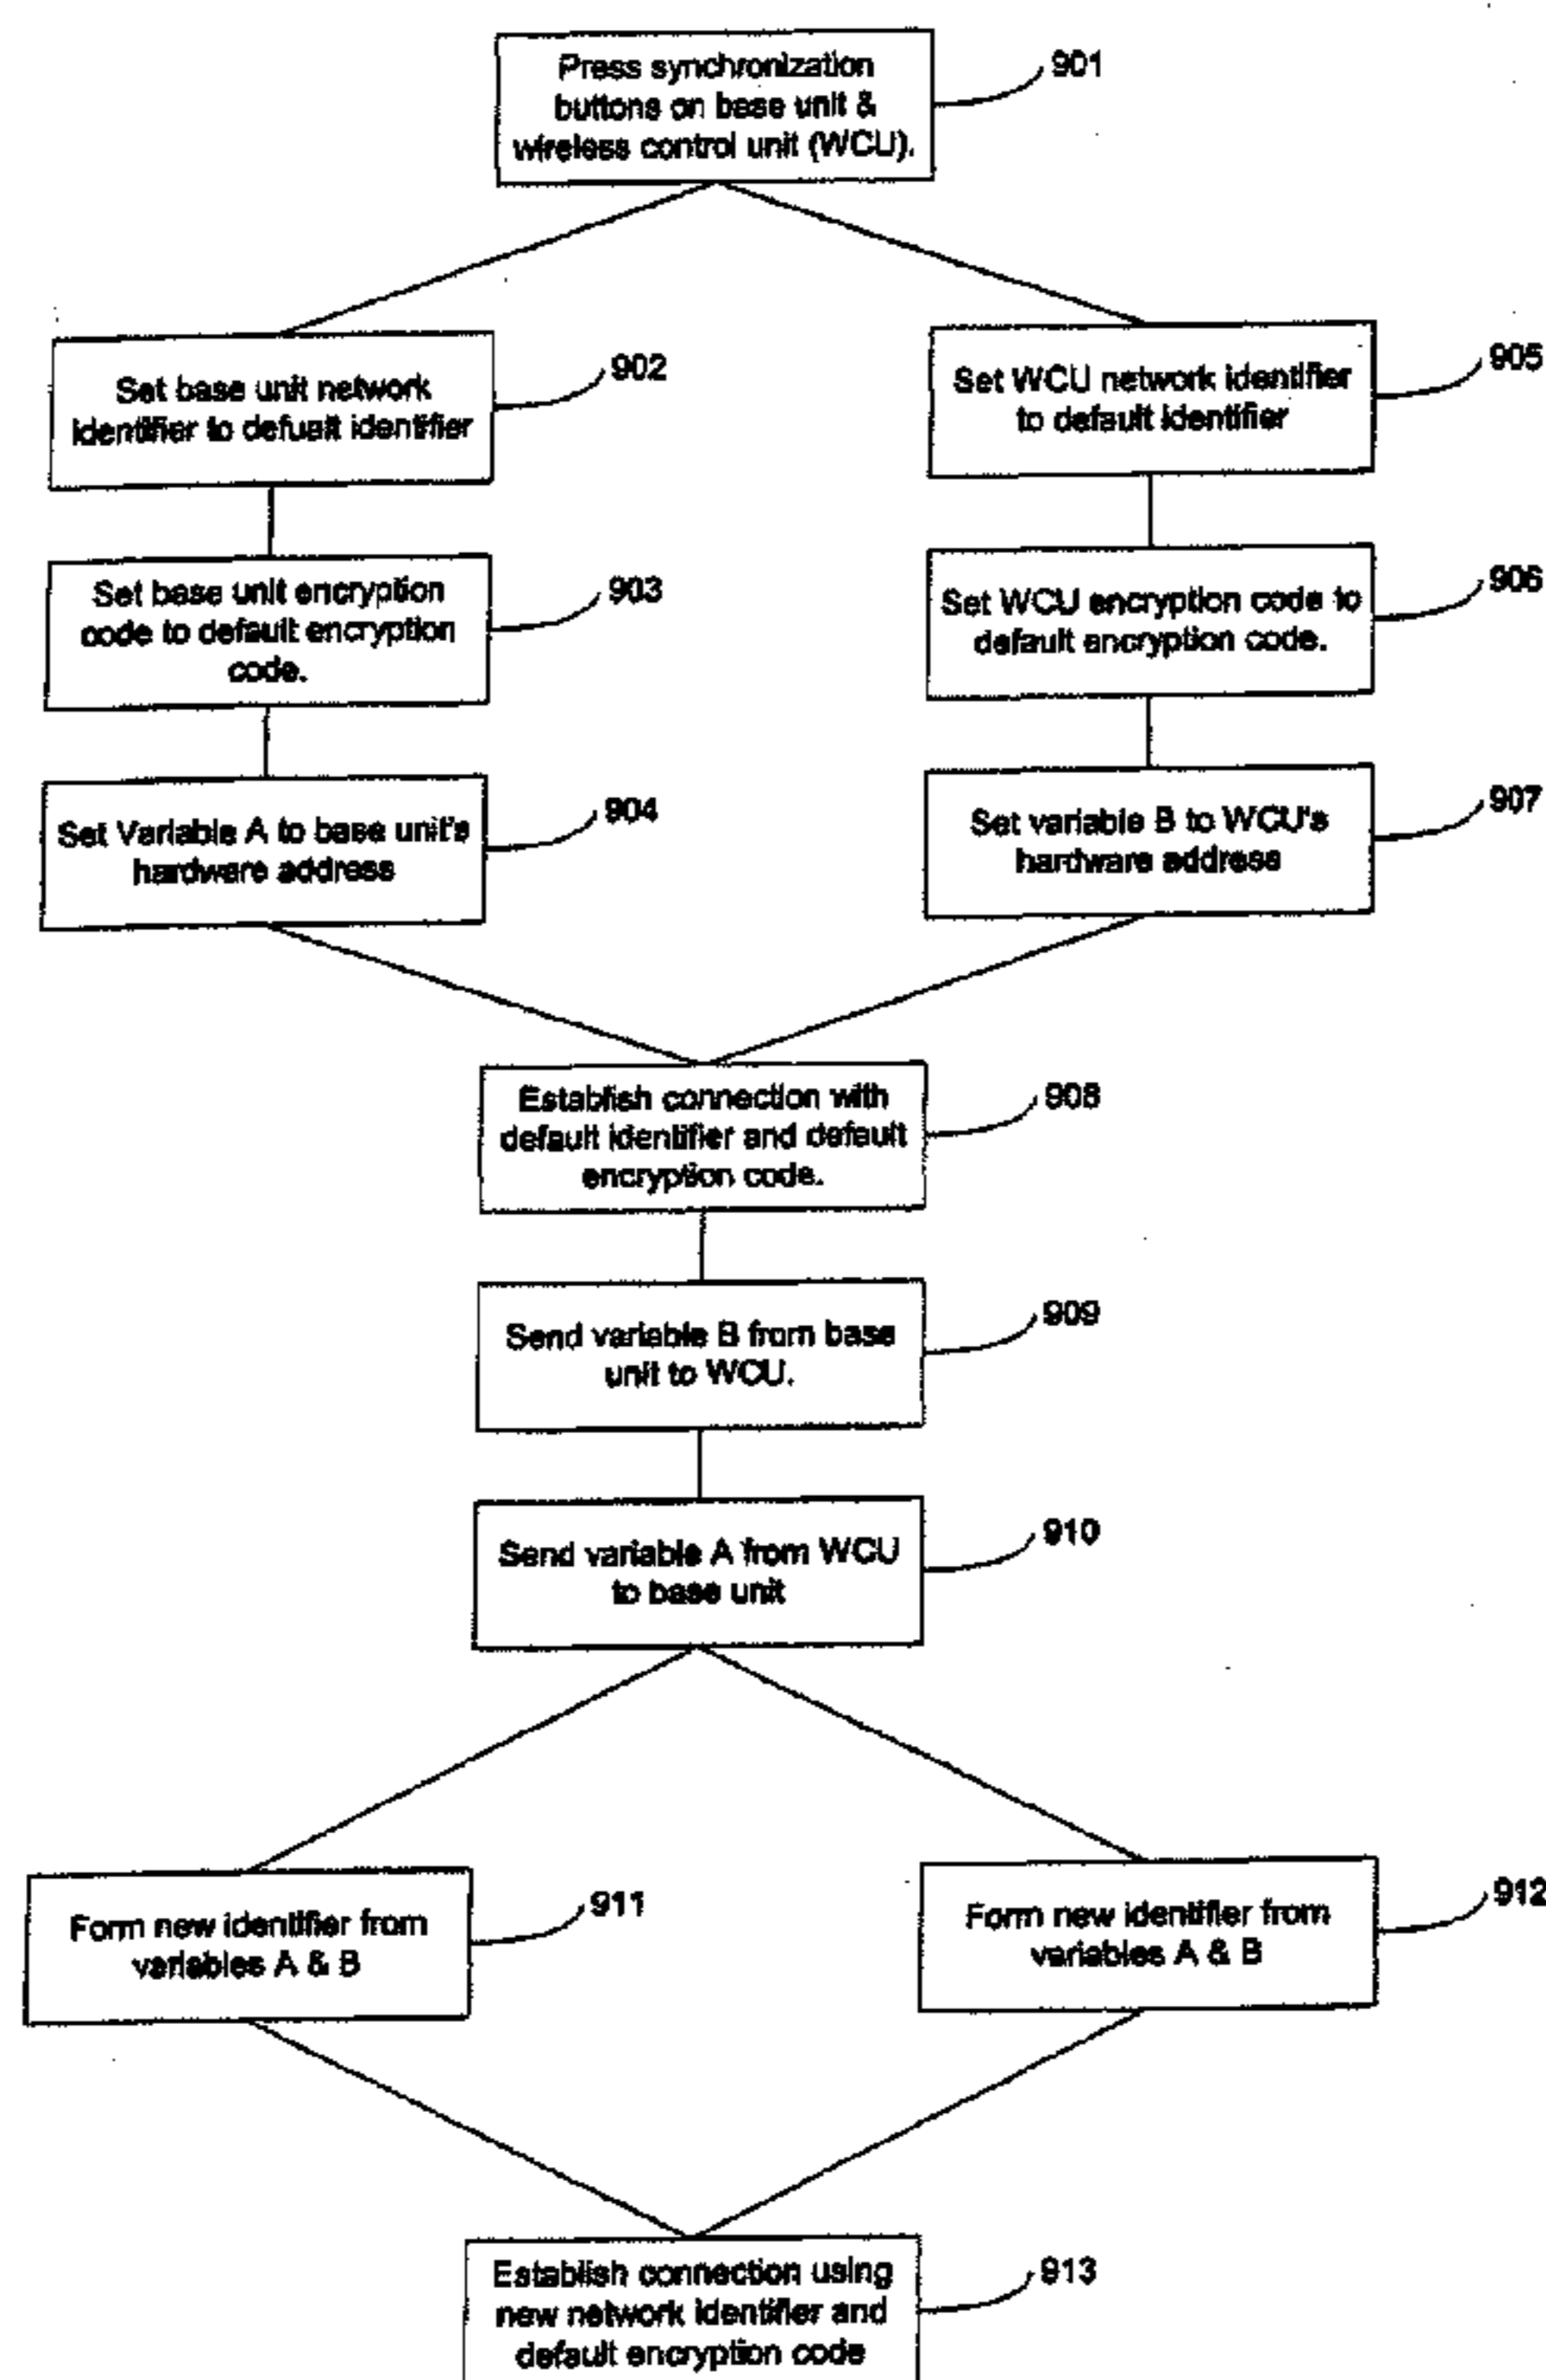 Press synchronization
buttons on base unit &
wireless control unit (WCU).
901
Set base unit network
identifier to defualt identifier
902
Set WCU network identifier
to default identifier
905
Set base unit encryption
code to default encryption
code.
903
Set WCU encryption code to
default encryption code.
906
Set Variable A to base unit's
hardware address
904
Set variable B to WCU's
hardware address
907
Establish connection with
default identifier and default
encryption code.
908
Send variable B from base
unit to WCU.
909
Send variable A from WCU
to base unit
910
Form new identifier from
variables A & B
911
Form new identifier from
variables A & B
912
Establish connection using
new network identifier and
default encryption code
913